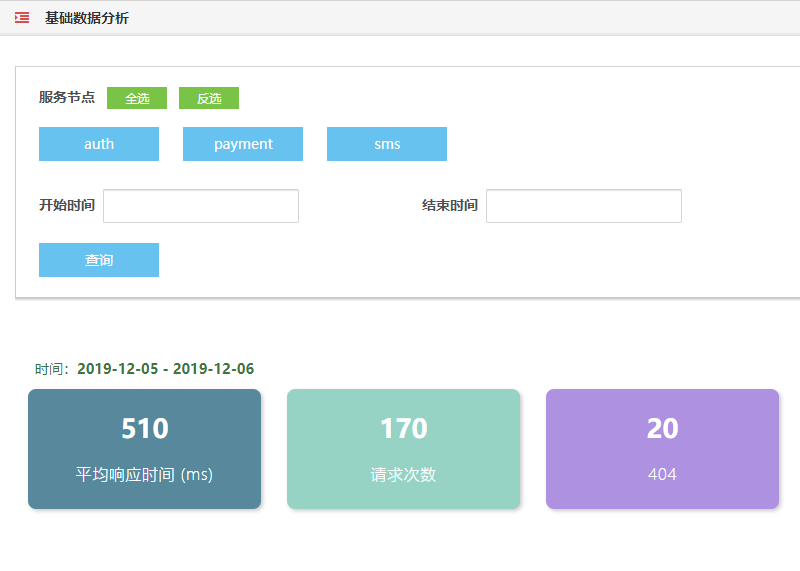 基础数据分析
服务节点 全选 反选
auth payment sms
开始时间 结束时间
查询
时间：2019-12-05 - 2019-12-06
510 170 20
平均响应时间 (ms) 请求次数 404